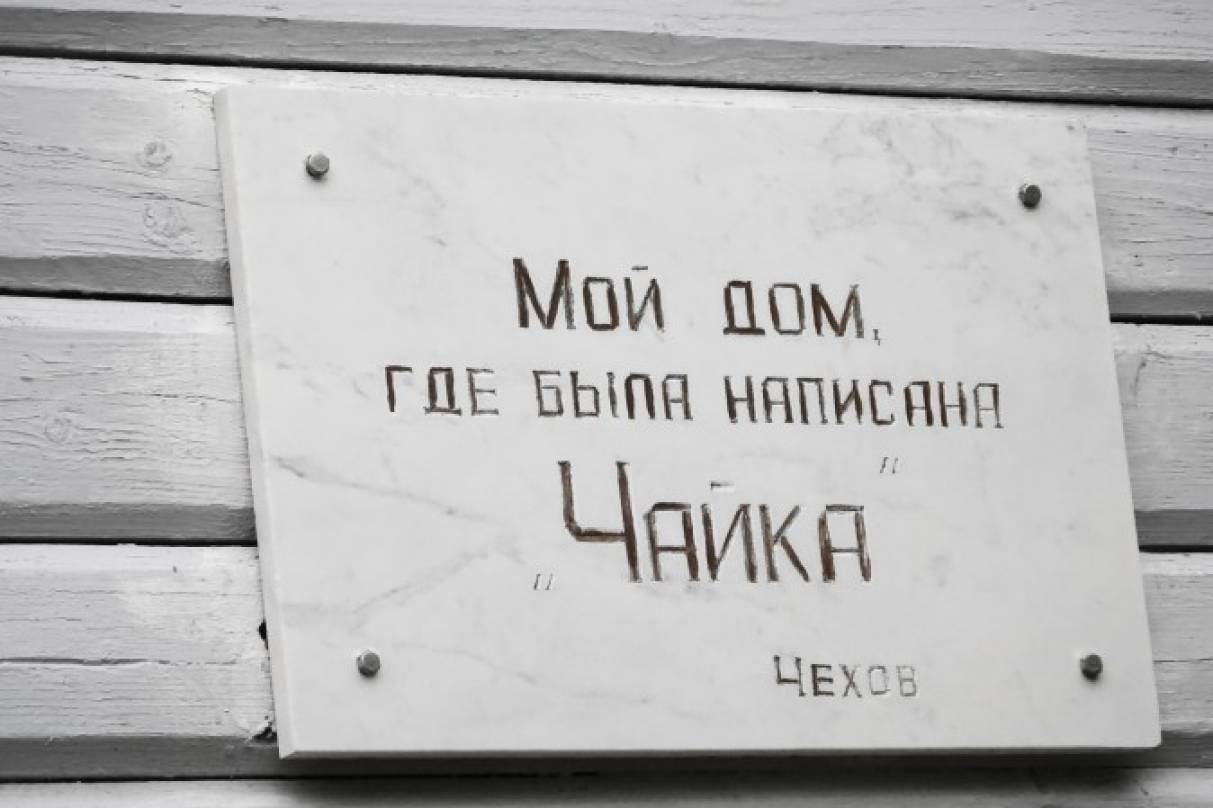 Мой дом,
где была написана
„Чайка"
Чехов